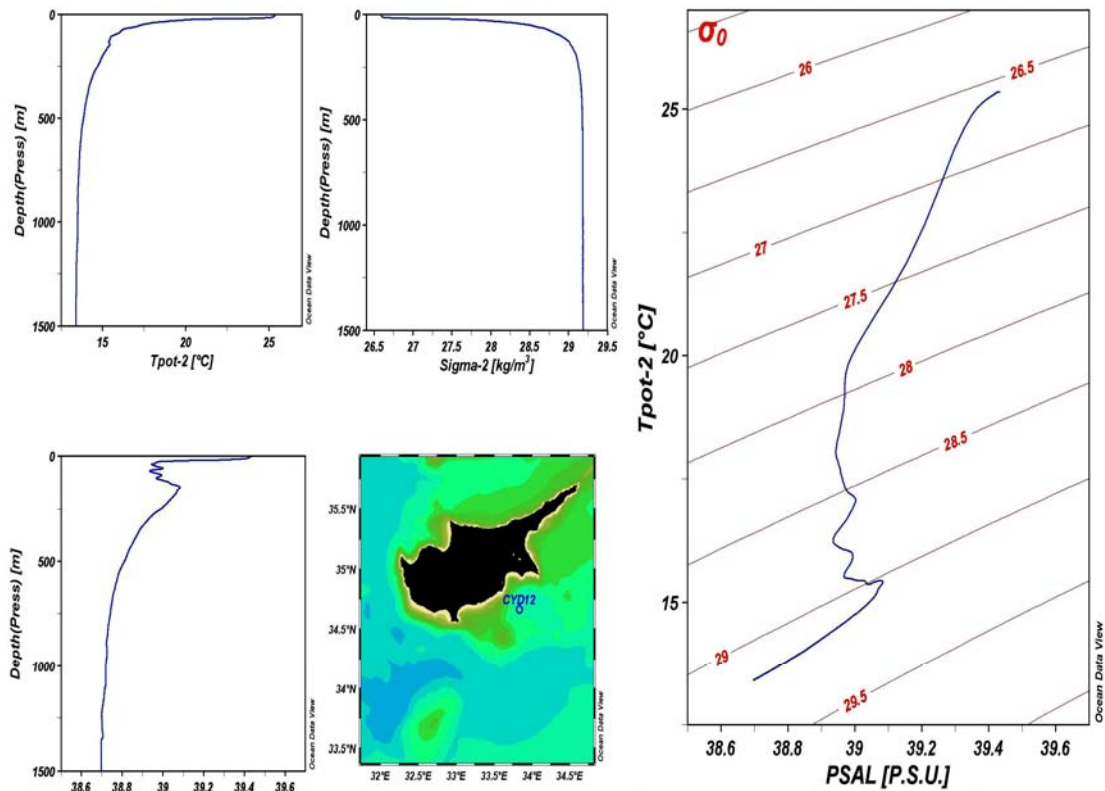 0
500
1000
1500
Depth(Press) [m]
15 20 25
Tpot-2 [°C]
Ocean Data View
0
500
1000
1500
Depth(Press) [m]
26.5 27 27.5 28 28.5 29 29.5
Sigma-2 [kg/m³]
Ocean Data View
0
500
1000
1500
Depth(Press) [m]
38.6 38.8 39 39.2 39.4 39.6
Ocean Data View
35.5°N
35°N
34.5°N
34°N
33.5°N
CYD12
32°E 32.5°E 33°E 33.5°E 34°E 34.5°E
Ocean Data View
σ0
26
26.5
27
27.5
28
28.5
29
29.5
25
20
15
Tpot-2 [°C]
38.6 38.8 39 39.2 39.4 39.6
PSAL [P.S.U.]
Ocean Data View